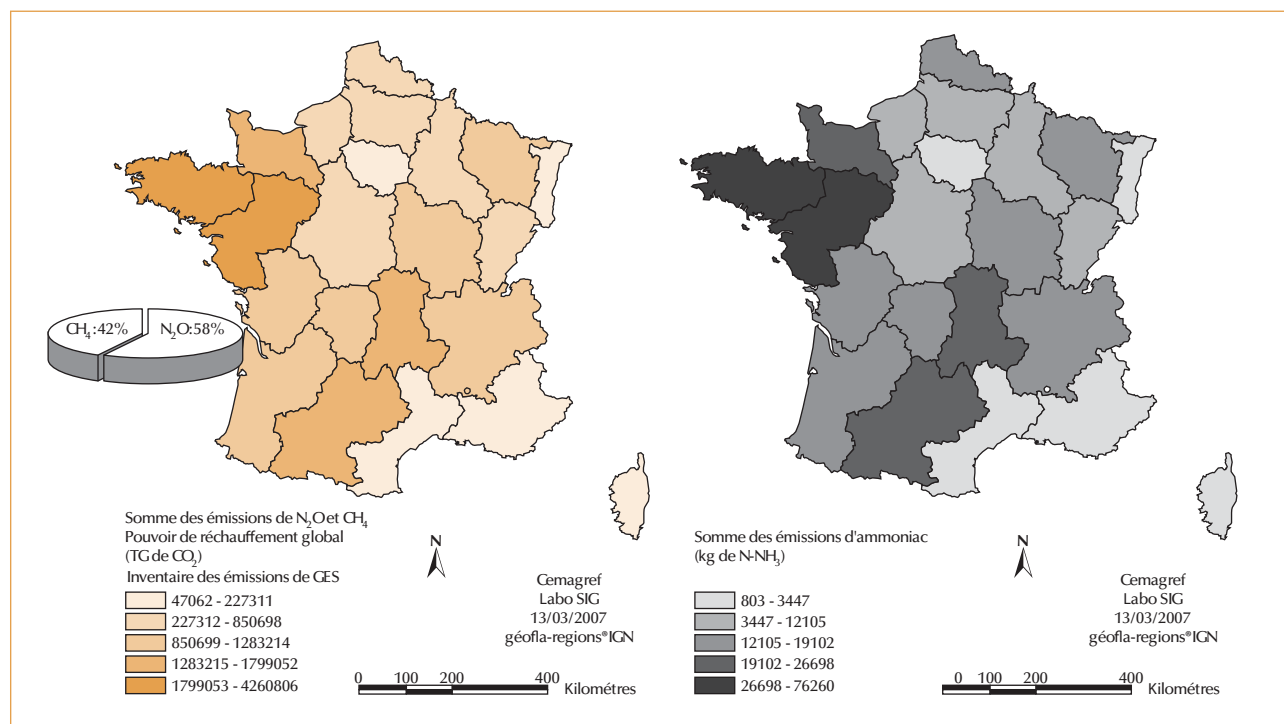 CH₄:42%
N₂O:58%
Somme des émissions de N₂O et CH₄
Pouvoir de réchauffement global
(TG de CO₂)
Inventaire des émissions de GES
47062 - 227311
227312 - 850698
850699 - 1283214
1283215 - 1799052
1799053 - 4260806
N
Cemagref
Labo SIG
13/03/2007
géofla-regions®IGN
0 100 200 400
Kilométres
Somme des émissions d'ammoniac
(kg de N-NH₃)
803 - 3447
3447 - 12105
12105 - 19102
19102 - 26698
26698 - 76260
N
Cemagref
Labo SIG
13/03/2007
géofla-regions®IGN
0 100 200 400
Kilométres